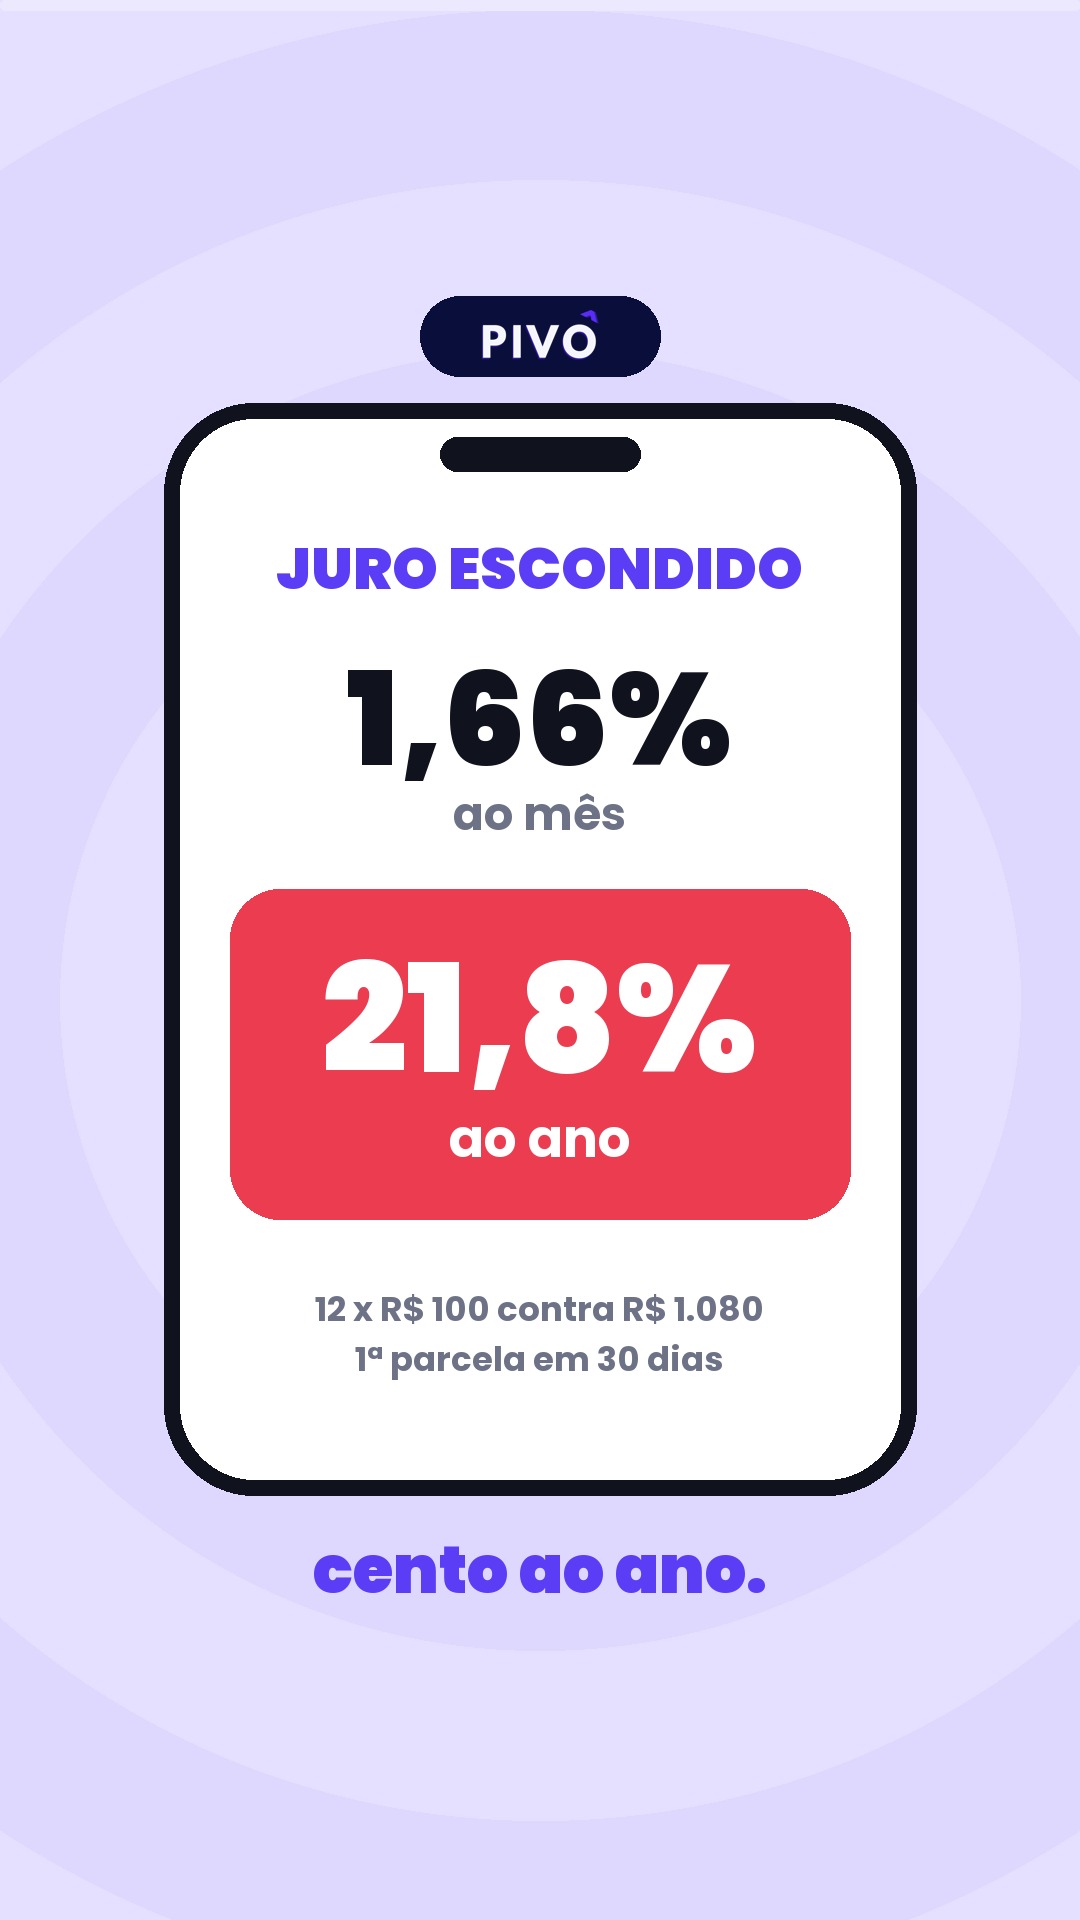 PIVÔ
JURO ESCONDIDO
1,66%
ao mês
21,8%
ao ano
12 x R$ 100 contra R$ 1.080
1ª parcela em 30 dias
cento ao ano.